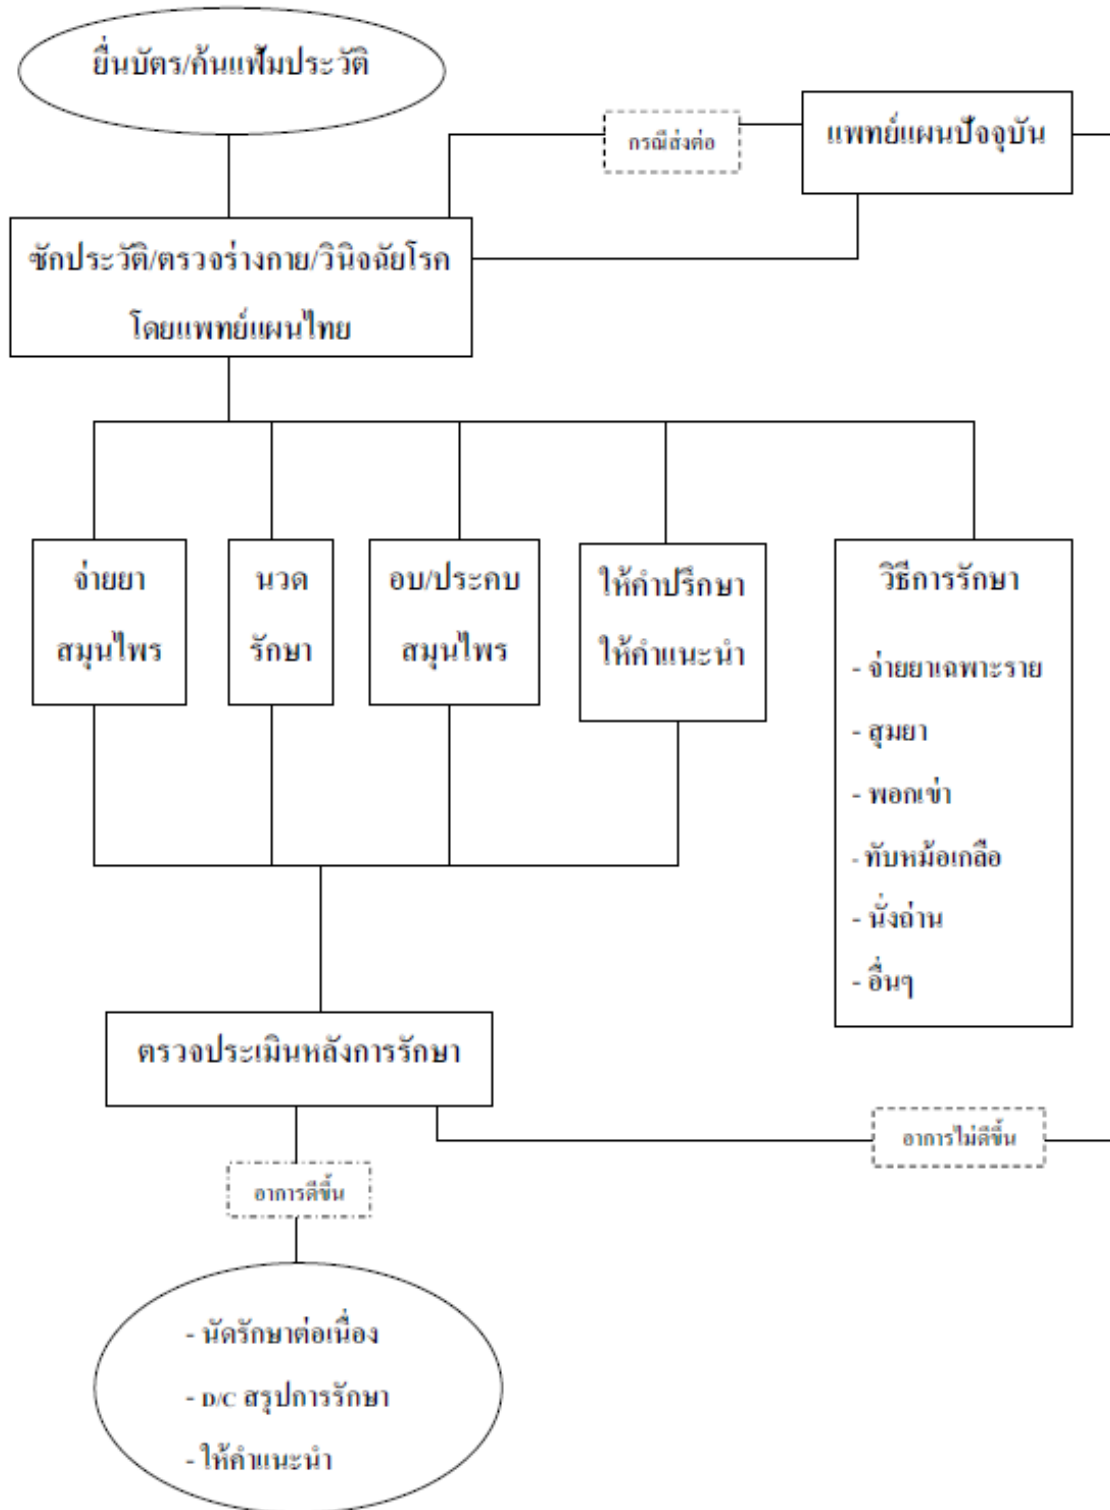 ยื่นบัตร/ค้นแฟ้มประวัติ
กรณีส่งต่อ
แพทย์แผนปัจจุบัน
ซักประวัติ/ตรวจร่างกาย/วินิจฉัยโรค
โดยแพทย์แผนไทย
จ่ายยา
สมุนไพร
นวด
รักษา
อบ/ประคบ
สมุนไพร
ให้คำปรึกษา
ให้คำแนะนำ
วิธีการรักษา
- จ่ายยาเฉพาะราย
- สุมยา
- พอกเข่า
- ทับหม้อเกลือ
- นั่งถ่าน
- อื่นๆ
ตรวจประเมินหลังการรักษา
อาการไม่ดีขึ้น
อาการดีขึ้น
- นัดรักษาต่อเนื่อง
- D/C สรุปการรักษา
- ให้คำแนะนำ